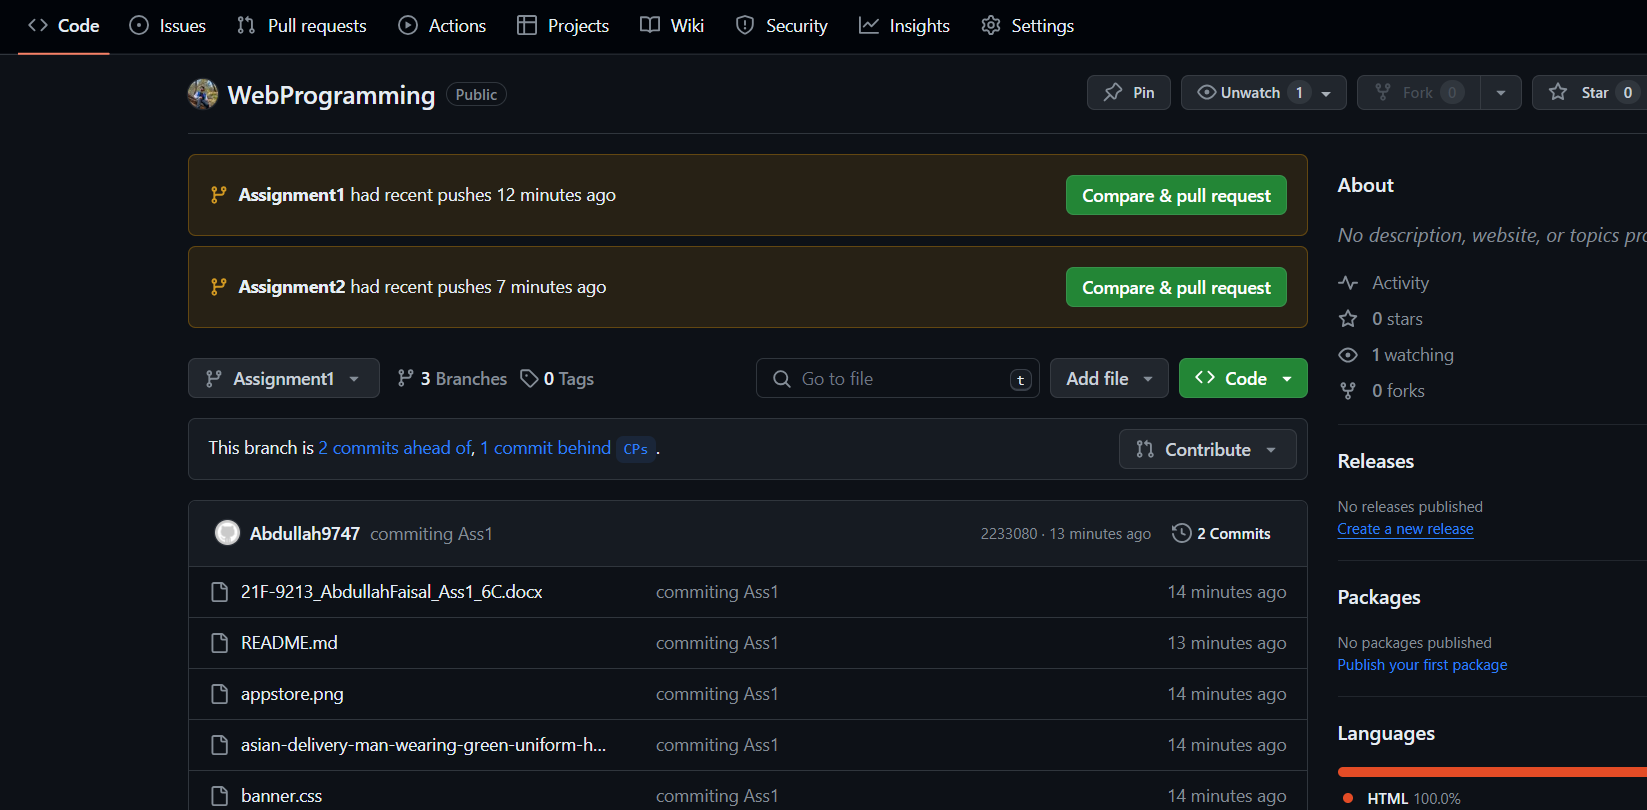 Code Issues Pull requests Actions Projects Wiki Security Insights Settings
WebProgramming Public Pin Unwatch 1 Fork 0 Star 0
Assignment1 had recent pushes 12 minutes ago Compare & pull request
Assignment2 had recent pushes 7 minutes ago Compare & pull request
Assignment1 3 Branches 0 Tags Go to file t Add file Code
This branch is 2 commits ahead of, 1 commit behind CPs . Contribute
Abdullah9747 commiting Ass1 2233080 · 13 minutes ago 2 Commits
21F-9213_AbdullahFaisal_Ass1_6C.docx commiting Ass1 14 minutes ago
README.md commiting Ass1 13 minutes ago
appstore.png commiting Ass1 14 minutes ago
asian-delivery-man-wearing-green-uniform-h... commiting Ass1 14 minutes ago
banner.css commiting Ass1 14 minutes ago
About
No description, website, or topics pro
Activity
0 stars
1 watching
0 forks
Releases
No releases published
Create a new release
Packages
No packages published
Publish your first package
Languages
HTML 100.0%